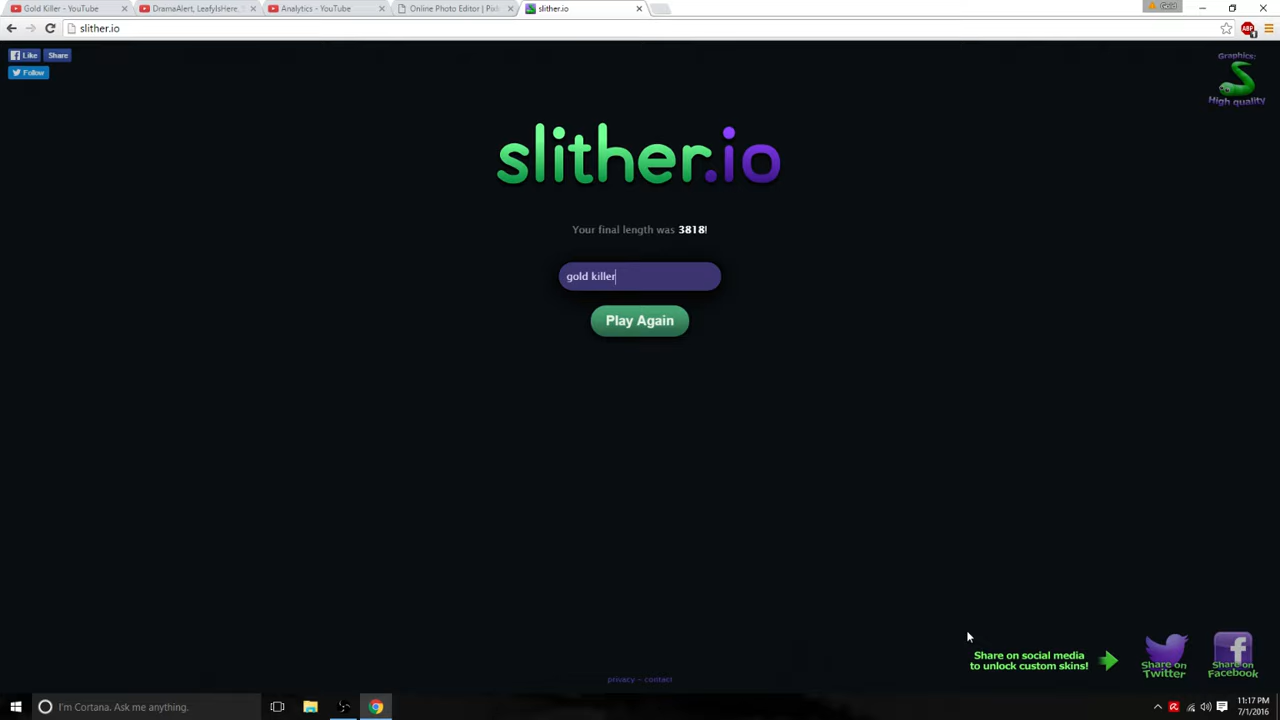 Gold Killer - YouTube
DramaAlert, LeafyIsHere,
Analytics - YouTube
Online Photo Editor | Pixl
slither.io
Gold
slither.io
Like
Share
Follow
Graphics:
High quality
slither.io
Your final length was 3818!
gold killer
Play Again
Share on social media
to unlock custom skins!
Share on
Twitter
Share on
Facebook
privacy ~ contact
I'm Cortana. Ask me anything.
11:17 PM
7/1/2016